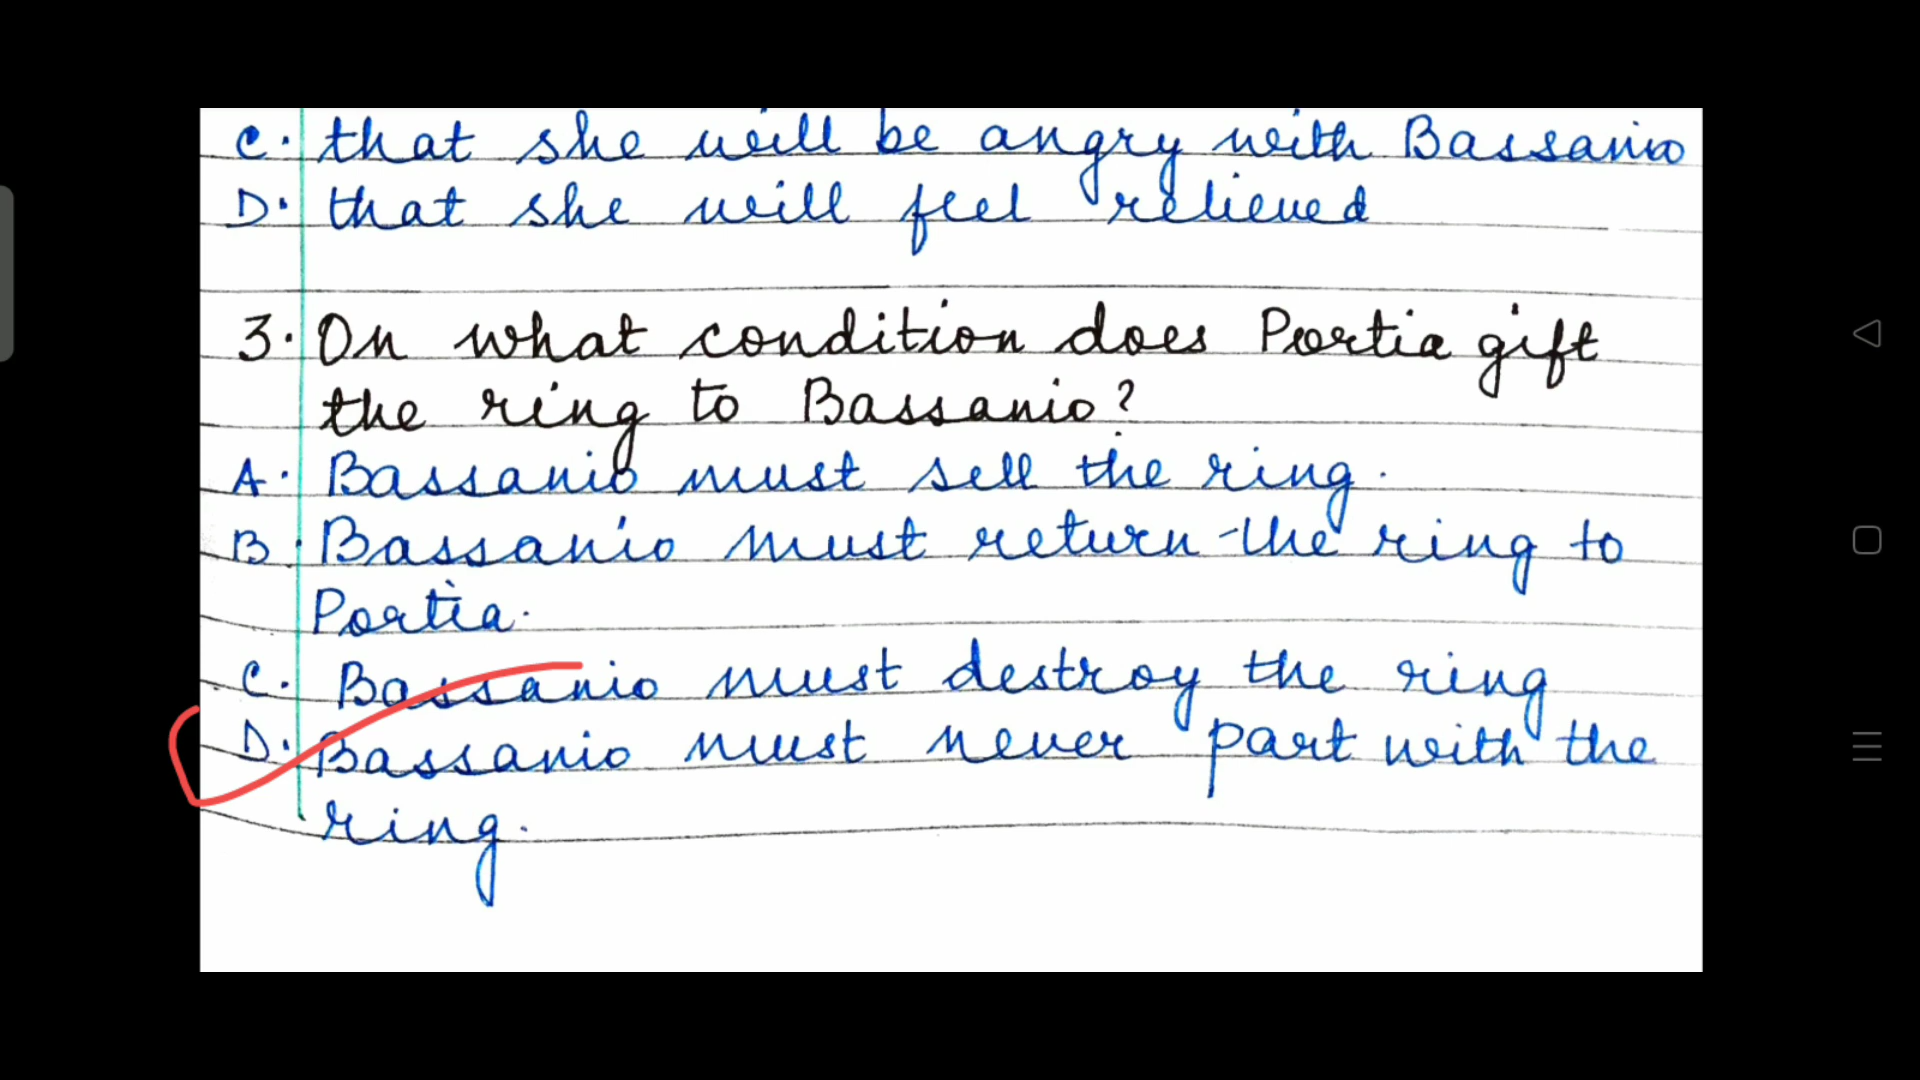 C. that she will be angry with Bassanio
D. that she will feel relieved
3. On what condition does Portia gift
the ring to Bassanio?
A. Bassanio must sell the ring.
B. Bassanio must return the ring to
Portia.
C. Bassanio must destroy the ring
D. Bassanio must never part with the
ring.